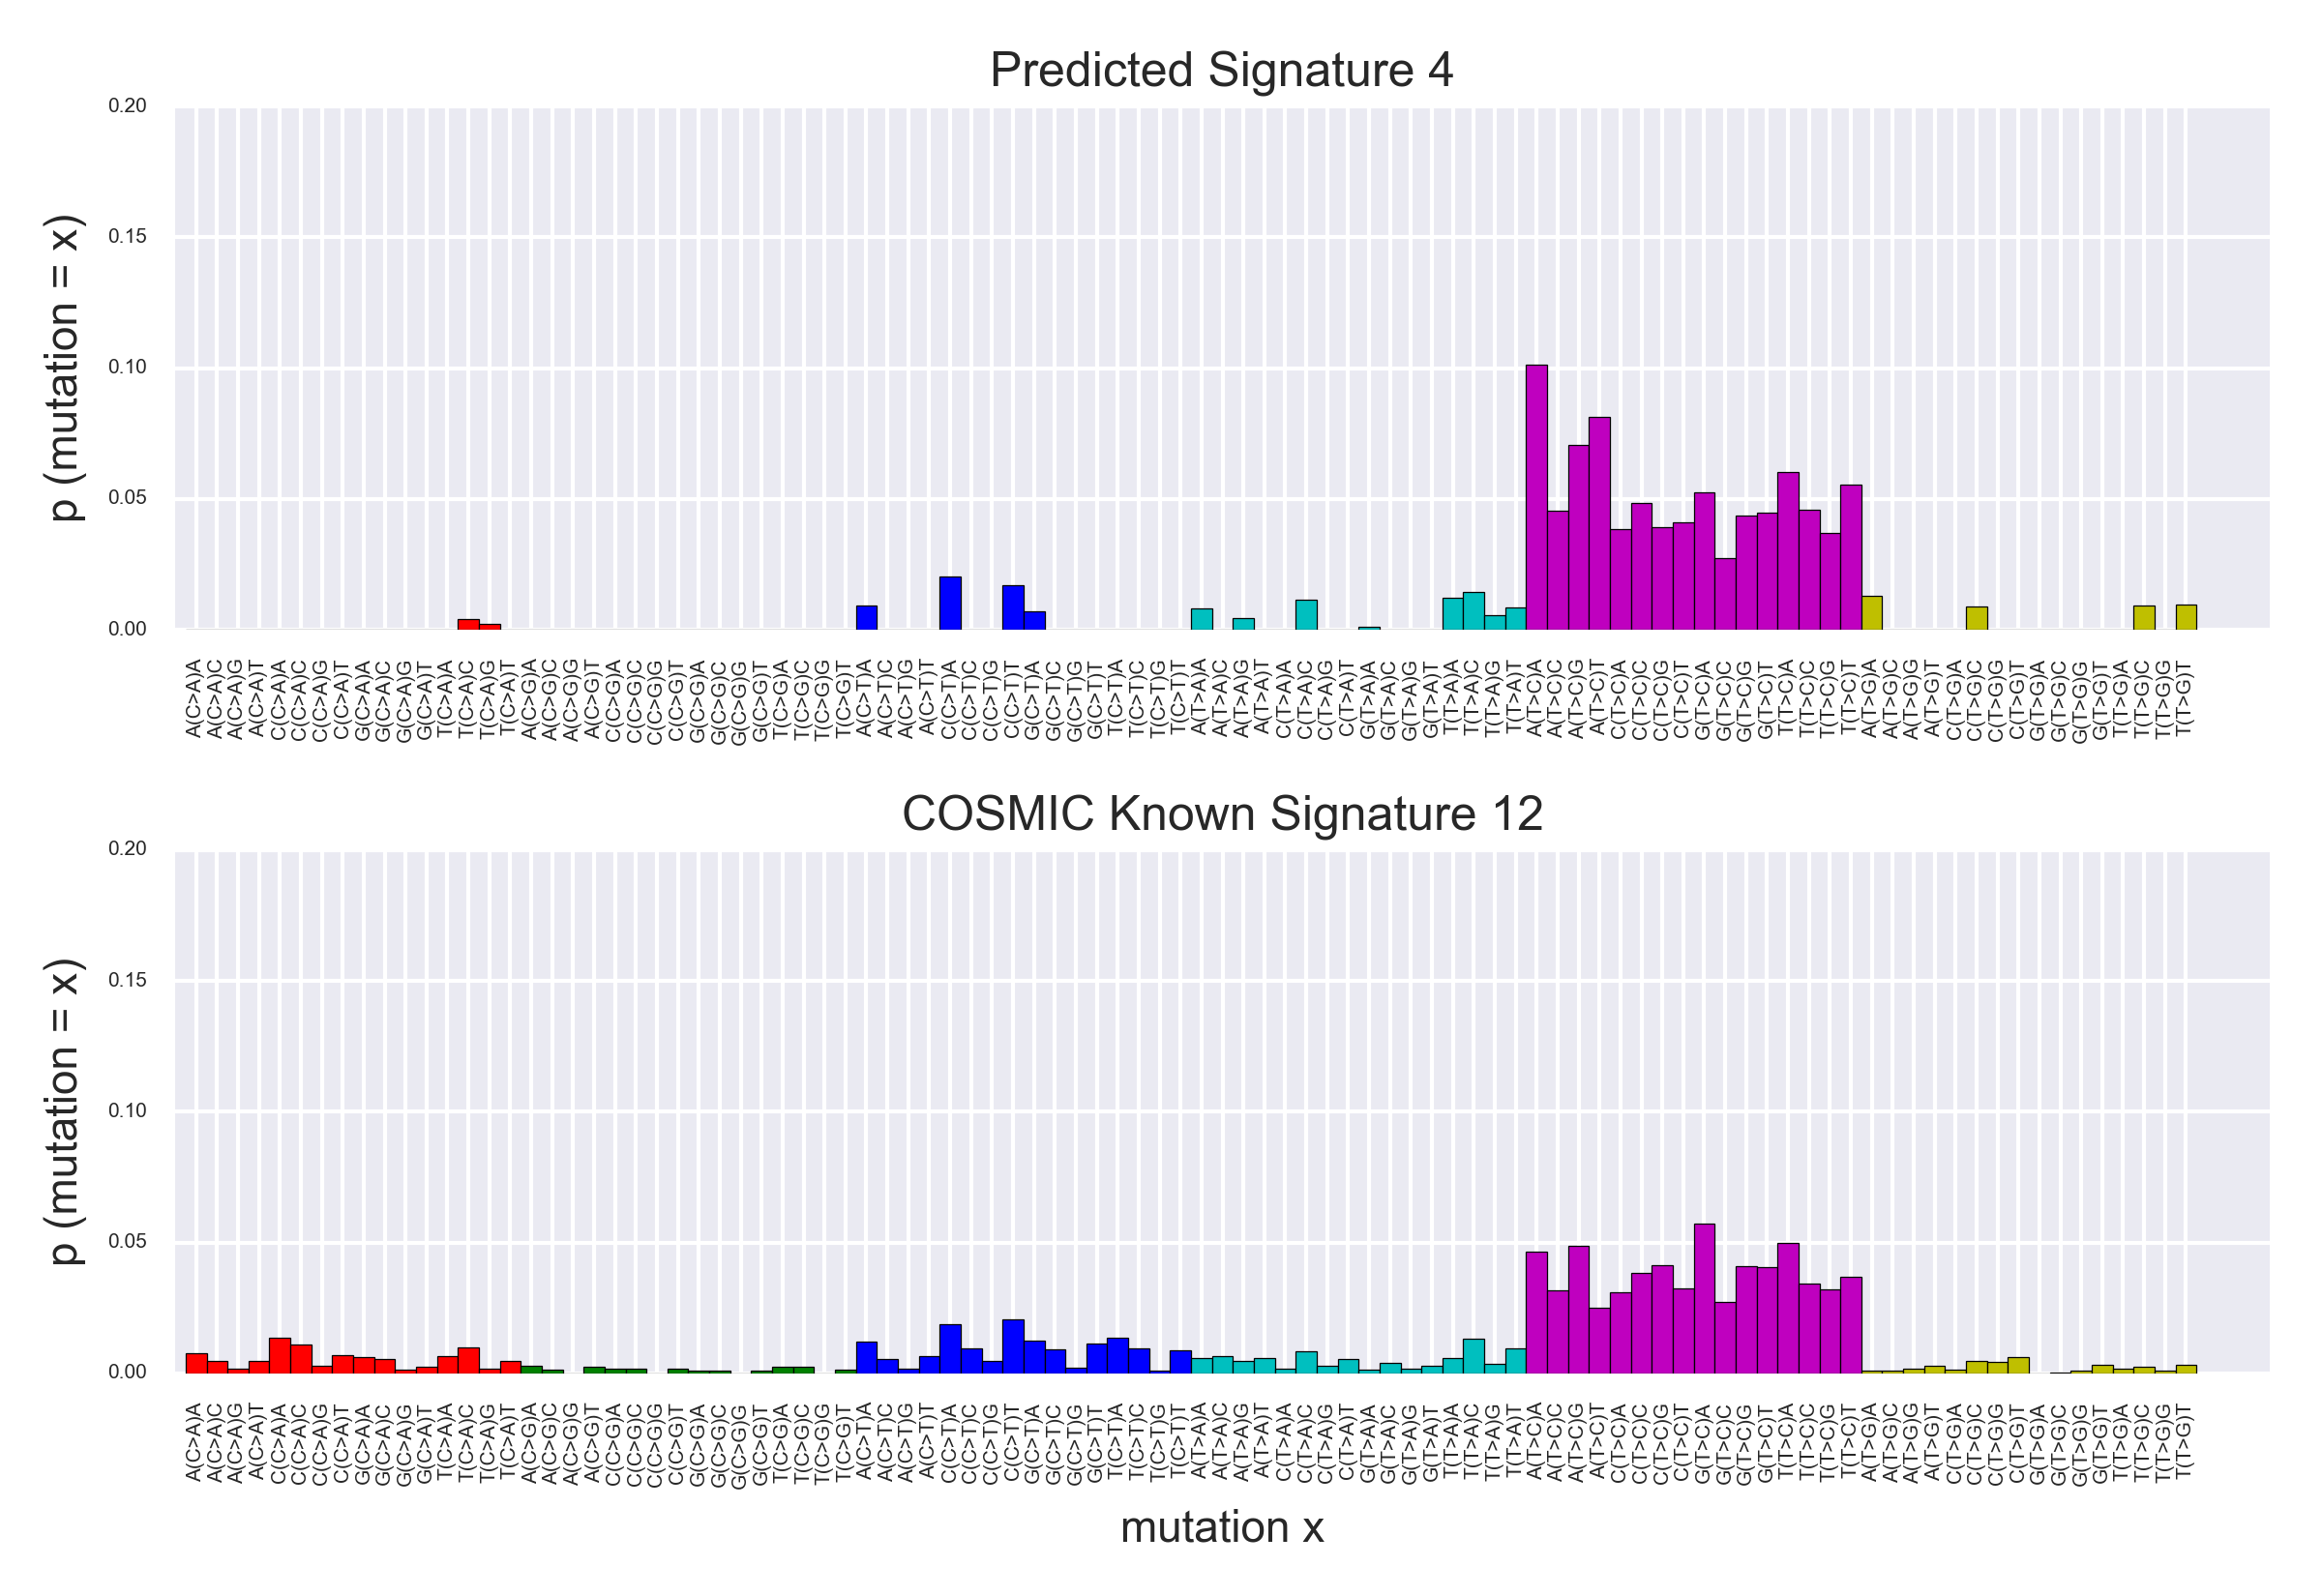 Predicted Signature 4
p (mutation = x)
0.20
0.15
0.10
0.05
0.00
A(C>A)A A(C>A)C A(C>A)G A(C>A)T C(C>A)A C(C>A)C C(C>A)G C(C>A)T G(C>A)A G(C>A)C G(C>A)G G(C>A)T T(C>A)A T(C>A)C T(C>A)G T(C>A)T A(C>G)A A(C>G)C A(C>G)G A(C>G)T C(C>G)A C(C>G)C C(C>G)G C(C>G)T G(C>G)A G(C>G)C G(C>G)G G(C>G)T T(C>G)A T(C>G)C T(C>G)G T(C>G)T A(C>T)A A(C>T)C A(C>T)G A(C>T)T C(C>T)A C(C>T)C C(C>T)G C(C>T)T G(C>T)A G(C>T)C G(C>T)G G(C>T)T T(C>T)A T(C>T)C T(C>T)G T(C>T)T A(T>A)A A(T>A)C A(T>A)G A(T>A)T C(T>A)A C(T>A)C C(T>A)G C(T>A)T G(T>A)A G(T>A)C G(T>A)G G(T>A)T T(T>A)A T(T>A)C T(T>A)G T(T>A)T A(T>C)A A(T>C)C A(T>C)G A(T>C)T C(T>C)A C(T>C)C C(T>C)G C(T>C)T G(T>C)A G(T>C)C G(T>C)G G(T>C)T T(T>C)A T(T>C)C T(T>C)G T(T>C)T A(T>G)A A(T>G)C A(T>G)G A(T>G)T C(T>G)A C(T>G)C C(T>G)G C(T>G)T G(T>G)A G(T>G)C G(T>G)G G(T>G)T T(T>G)A T(T>G)C T(T>G)G T(T>G)T
COSMIC Known Signature 12
p (mutation = x)
0.20
0.15
0.10
0.05
0.00
A(C>A)A A(C>A)C A(C>A)G A(C>A)T C(C>A)A C(C>A)C C(C>A)G C(C>A)T G(C>A)A G(C>A)C G(C>A)G G(C>A)T T(C>A)A T(C>A)C T(C>A)G T(C>A)T A(C>G)A A(C>G)C A(C>G)G A(C>G)T C(C>G)A C(C>G)C C(C>G)G C(C>G)T G(C>G)A G(C>G)C G(C>G)G G(C>G)T T(C>G)A T(C>G)C T(C>G)G T(C>G)T A(C>T)A A(C>T)C A(C>T)G A(C>T)T C(C>T)A C(C>T)C C(C>T)G C(C>T)T G(C>T)A G(C>T)C G(C>T)G G(C>T)T T(C>T)A T(C>T)C T(C>T)G T(C>T)T A(T>A)A A(T>A)C A(T>A)G A(T>A)T C(T>A)A C(T>A)C C(T>A)G C(T>A)T G(T>A)A G(T>A)C G(T>A)G G(T>A)T T(T>A)A T(T>A)C T(T>A)G T(T>A)T A(T>C)A A(T>C)C A(T>C)G A(T>C)T C(T>C)A C(T>C)C C(T>C)G C(T>C)T G(T>C)A G(T>C)C G(T>C)G G(T>C)T T(T>C)A T(T>C)C T(T>C)G T(T>C)T A(T>G)A A(T>G)C A(T>G)G A(T>G)T C(T>G)A C(T>G)C C(T>G)G C(T>G)T G(T>G)A G(T>G)C G(T>G)G G(T>G)T T(T>G)A T(T>G)C T(T>G)G T(T>G)T
mutation x